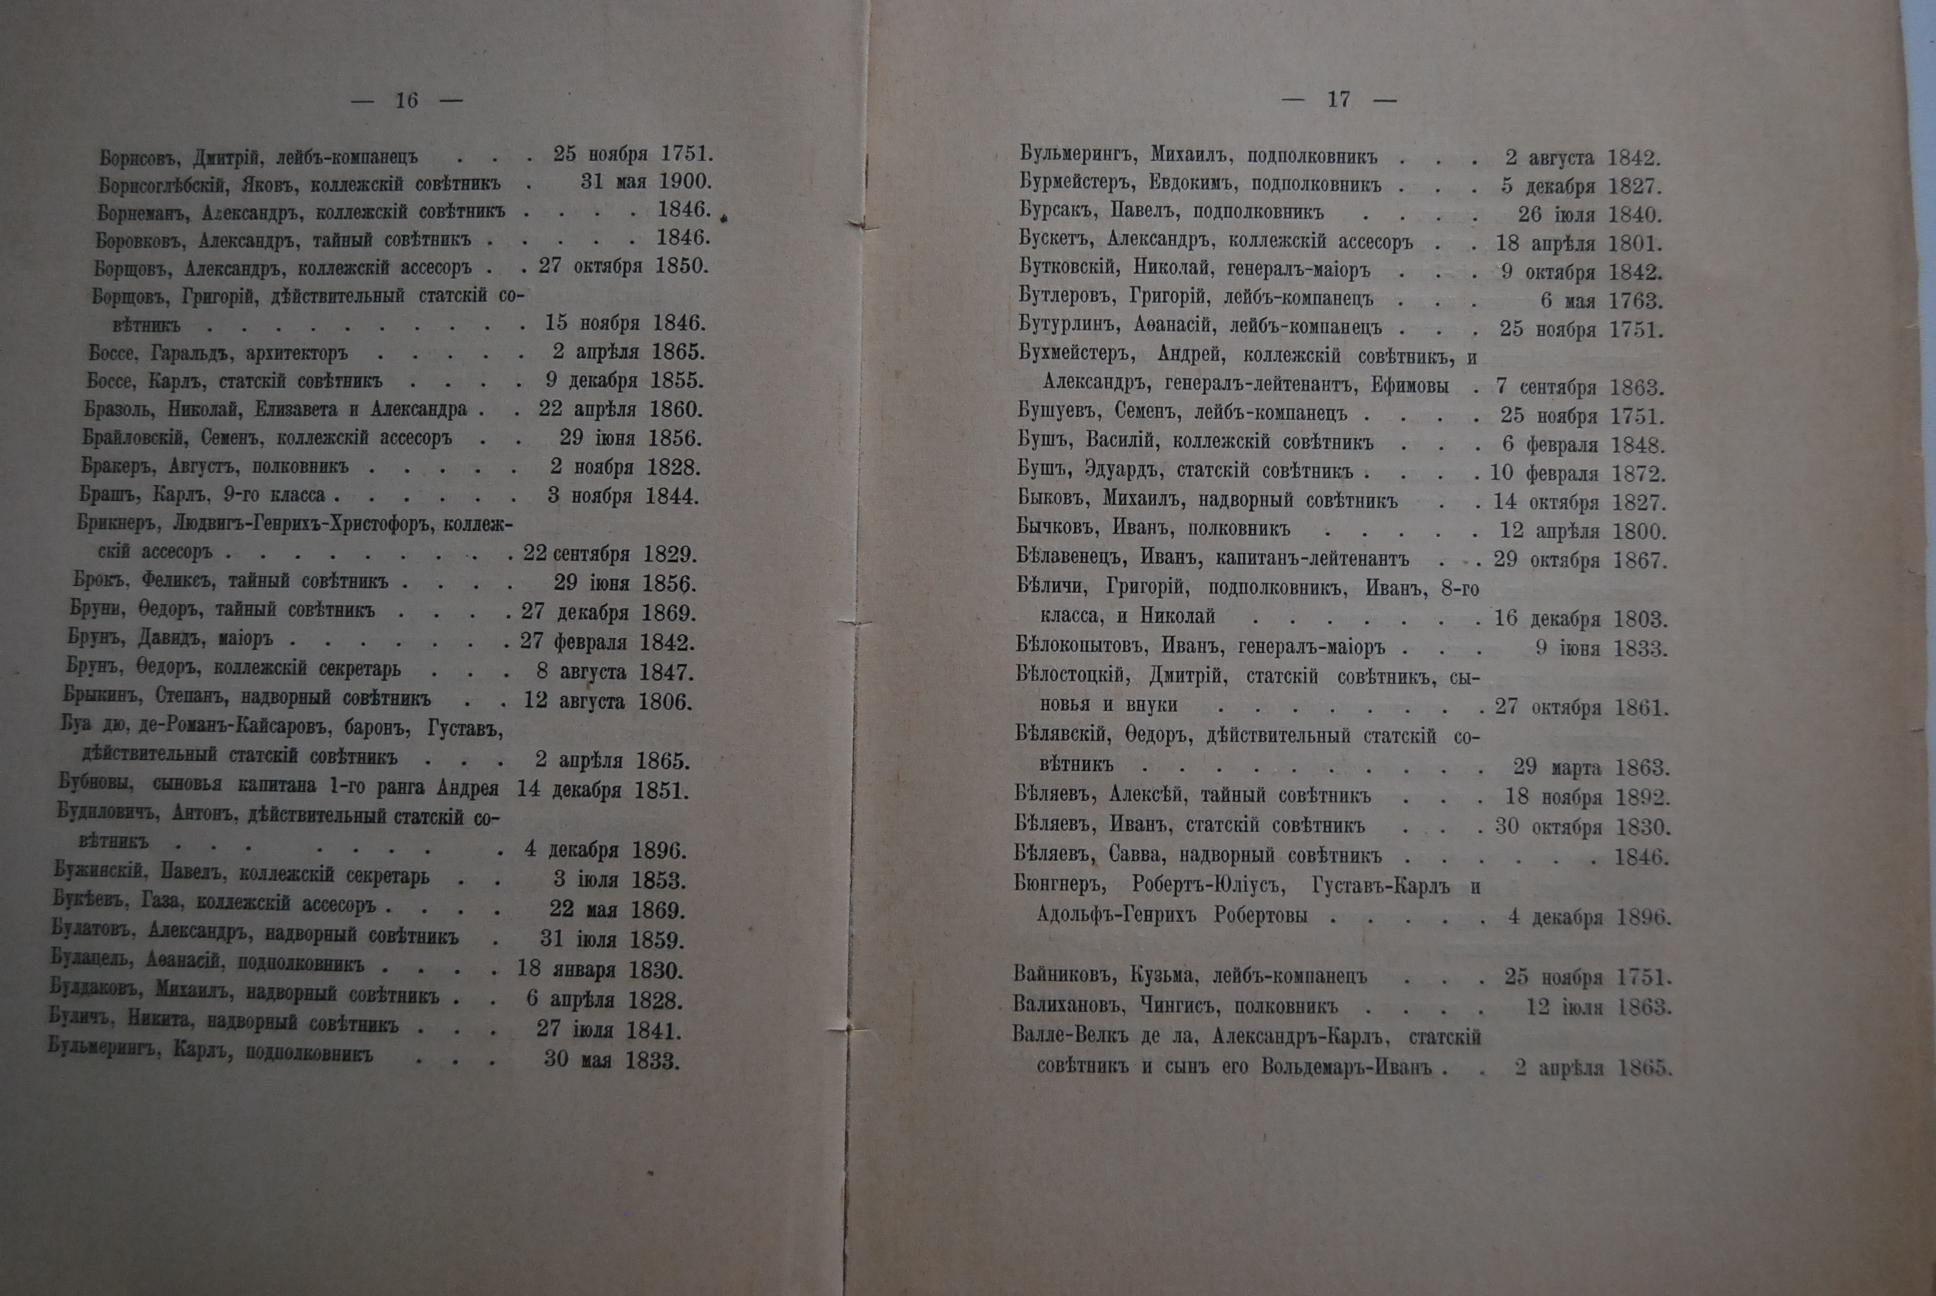 — 16 —
Борисовъ, Дмитрій, лейбъ-компанецъ . . . 25 ноября 1751.
Борисоглѣбскій, Яковъ, коллежскій совѣтникъ . 31 мая 1900.
Борнеманъ, Александръ, коллежскій совѣтникъ . . . . 1846.
Боровковъ, Александръ, тайный совѣтникъ . . . . . 1846.
Борщовъ, Александръ, коллежскій ассесоръ . . 27 октября 1850.
Борщовъ, Григорій, дѣйствительный статскій со-
вѣтникъ . . . . . . . . . . 15 ноября 1846.
Боссе, Гаральдъ, архитекторъ . . . . . 2 апрѣля 1865.
Боссе, Карлъ, статскій совѣтникъ . . . . 9 декабря 1855.
Бразоль, Николай, Елизавета и Александра . . 22 апрѣля 1860.
Брайловскій, Семенъ, коллежскій ассесоръ . . 29 іюня 1856.
Бракеръ, Августъ, полковникъ . . . . . 2 ноября 1828.
Брашъ, Карлъ, 9-го класса . . . . . . 3 ноября 1844.
Брикнеръ, Людвигъ-Генрихъ-Христофоръ, коллеж-
скій ассесоръ . . . . . . . . . 22 сентября 1829.
Брокъ, Феликсъ, тайный совѣтникъ . . . . 29 іюня 1856.
Бруни, Ѳедоръ, тайный совѣтникъ . . . . 27 декабря 1869.
Брунъ, Давидъ, маіоръ . . . . . . . 27 февраля 1842.
Брунъ, Ѳедоръ, коллежскій секретарь . . . 8 августа 1847.
Брыкинъ, Степанъ, надворный совѣтникъ . . 12 августа 1806.
Буа дю, де-Романъ-Кайсаровъ, баронъ, Густавъ,
дѣйствительный статскій совѣтникъ . . . 2 апрѣля 1865.
Бубновы, сыновья капитана 1-го ранга Андрея 14 декабря 1851.
Будиловичъ, Антонъ, дѣйствительный статскій со-
вѣтникъ . . . . . . . . 4 декабря 1896.
Бужинскій, Павелъ, коллежскій секретарь . . 3 іюля 1853.
Букѣевъ, Газа, коллежскій ассесоръ . . . . 22 мая 1869.
Булатовъ, Александръ, надворный совѣтникъ . 31 іюля 1859.
Булацель, Аѳанасій, подполковникъ . . . . 18 января 1830.
Булдаковъ, Михаилъ, надворный совѣтникъ . . 6 апрѣля 1828.
Буличъ, Никита, надворный совѣтникъ . . . 27 іюля 1841.
Бульмерингъ, Карлъ, подполковникъ . . . 30 мая 1833.
— 17 —
Бульмерингъ, Михаилъ, подполковникъ . . . 2 августа 1842.
Бурмейстеръ, Евдокимъ, подполковникъ . . . 5 декабря 1827.
Бурсакъ, Павелъ, подполковникъ . . . . 26 іюля 1840.
Бускетъ, Александръ, коллежскій ассесоръ . . 18 апрѣля 1801.
Бутковскій, Николай, генералъ-маіоръ . . . 9 октября 1842.
Бутлеровъ, Григорій, лейбъ-компанецъ . . . 6 мая 1763.
Бутурлинъ, Аѳанасій, лейбъ-компанецъ . . . 25 ноября 1751.
Бухмейстеръ, Андрей, коллежскій совѣтникъ, и
Александръ, генералъ-лейтенантъ, Ефимовы . 7 сентября 1863.
Бушуевъ, Семенъ, лейбъ-компанецъ . . . . 25 ноября 1751.
Бушъ, Василій, коллежскій совѣтникъ . . . 6 февраля 1848.
Бушъ, Эдуардъ, статскій совѣтникъ . . . . 10 февраля 1872.
Быковъ, Михаилъ, надворный совѣтникъ . . 14 октября 1827.
Бычковъ, Иванъ, полковникъ . . . . . 12 апрѣля 1800.
Бѣлавенецъ, Иванъ, капитанъ-лейтенантъ . . 29 октября 1867.
Бѣличи, Григорій, подполковникъ, Иванъ, 8-го
класса, и Николай . . . . . . . 16 декабря 1803.
Бѣлокопытовъ, Иванъ, генералъ-маіоръ . . . 9 іюня 1833.
Бѣлостоцкій, Дмитрій, статскій совѣтникъ, сы-
новья и внуки . . . . . . . . 27 октября 1861.
Бѣлявскій, Ѳедоръ, дѣйствительный статскій со-
вѣтникъ . . . . . . . . . . 29 марта 1863.
Бѣляевъ, Алексѣй, тайный совѣтникъ . . . 18 ноября 1892.
Бѣляевъ, Иванъ, статскій совѣтникъ . . . 30 октября 1830.
Бѣляевъ, Савва, надворный совѣтникъ . . . . . . 1846.
Бюнгнеръ, Робертъ-Юліусъ, Густавъ-Карлъ и
Адольфъ-Генрихъ Робертовы . . . . . 4 декабря 1896.
Вайниковъ, Кузьма, лейбъ-компанецъ . . . 25 ноября 1751.
Валихановъ, Чингисъ, полковникъ . . . . 12 іюля 1863.
Валле-Велкъ де ла, Александръ-Карлъ, статскій
совѣтникъ и сынъ его Вольдемаръ-Иванъ . . 2 апрѣля 1865.